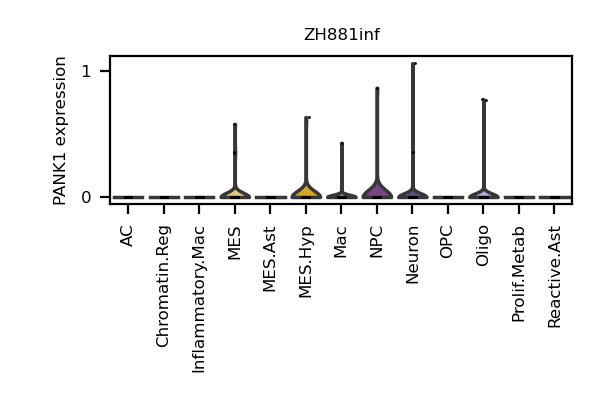 ZH881inf
PANK1 expression
1
0
AC
Chromatin.Reg
Inflammatory.Mac
MES
MES.Ast
MES.Hyp
Mac
NPC
Neuron
OPC
Oligo
Prolif.Metab
Reactive.Ast